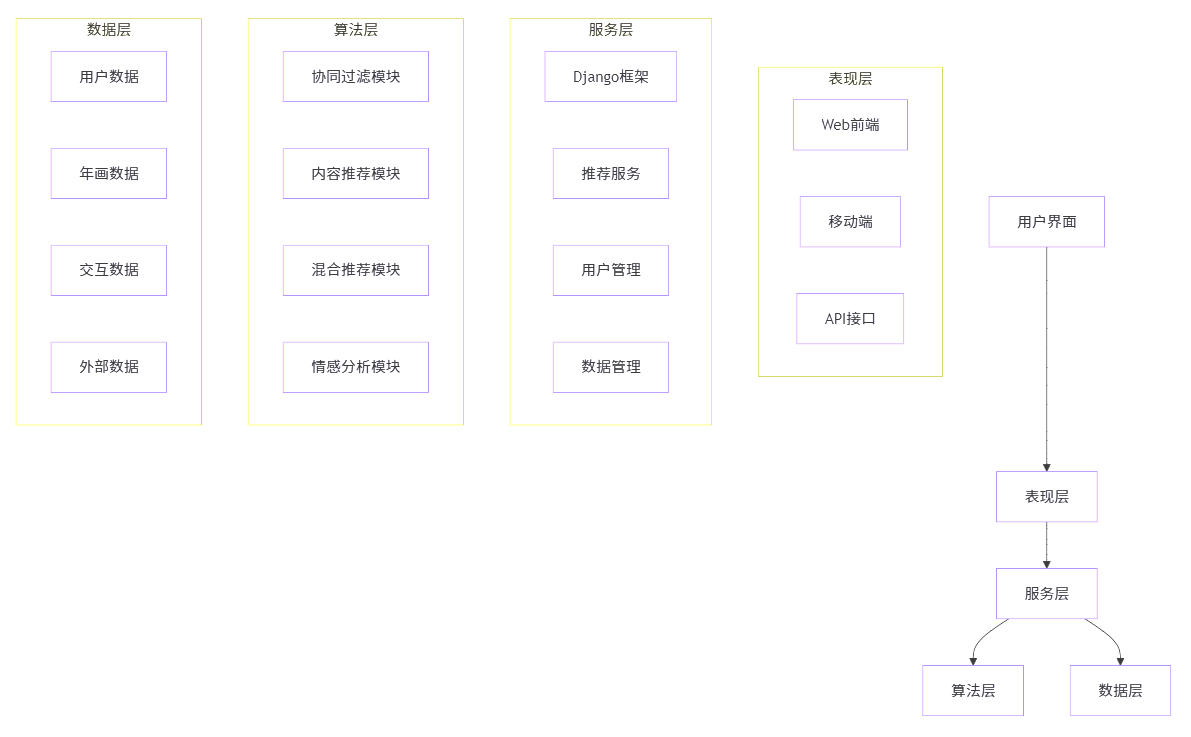 数据层
用户数据
年画数据
交互数据
外部数据
算法层
协同过滤模块
内容推荐模块
混合推荐模块
情感分析模块
服务层
Django框架
推荐服务
用户管理
数据管理
表现层
Web前端
移动端
API接口
用户界面
表现层
服务层
算法层
数据层